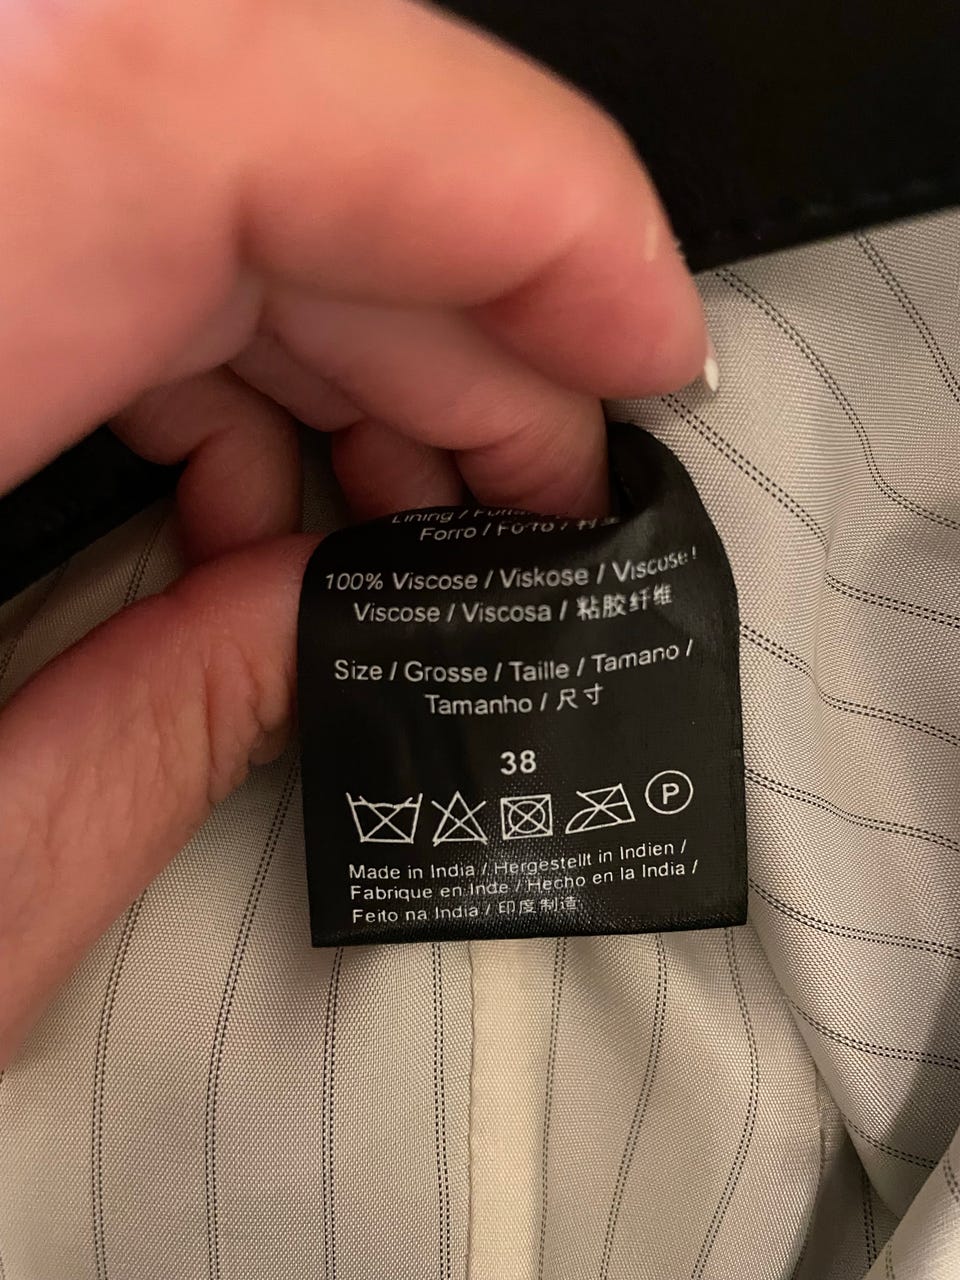 Lining /
Forro / Forro /
100% Viscose / Viskose / Viscose /
Viscose / Viscosa / 粘胶纤维
Size / Grosse / Taille / Tamano /
Tamanho / 尺寸
38
P
Made in India / Hergestellt in Indien /
Fabrique en Inde / Hecho en la India /
Feito na India / 印度制造